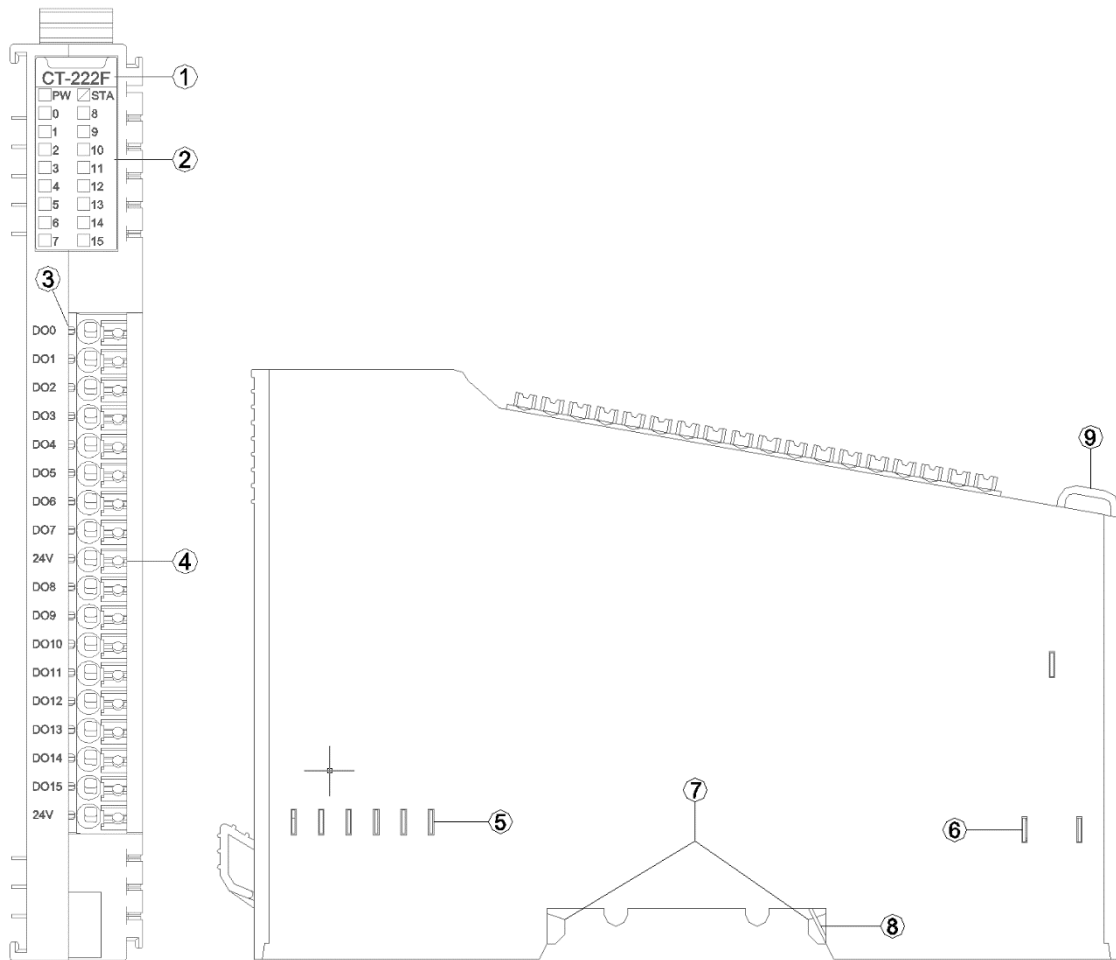 CT-222F ①
PW STA
0 8
1 9
2 10 ②
3 11
4 12
5 13
6 14
7 15
③
DO0
DO1
DO2
DO3
DO4
DO5
DO6
DO7
24V ④
DO8
DO9
DO10
DO11
DO12
DO13
DO14
DO15
24V
⑨
⑦
⑤ ⑥
⑧